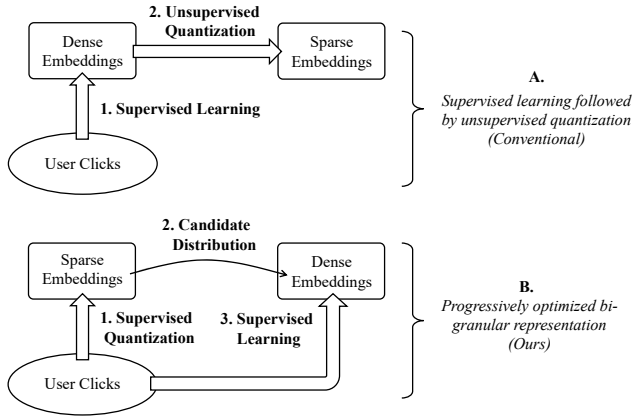 2. Unsupervised
Quantization
Dense
Embeddings
Sparse
Embeddings
1. Supervised Learning
User Clicks
A.
Supervised learning followed
by unsupervised quantization
(Conventional)
2. Candidate
Distribution
Sparse
Embeddings
Dense
Embeddings
1. Supervised
Quantization
3. Supervised
Learning
User Clicks
B.
Progressively optimized bi-
granular representation
(Ours)